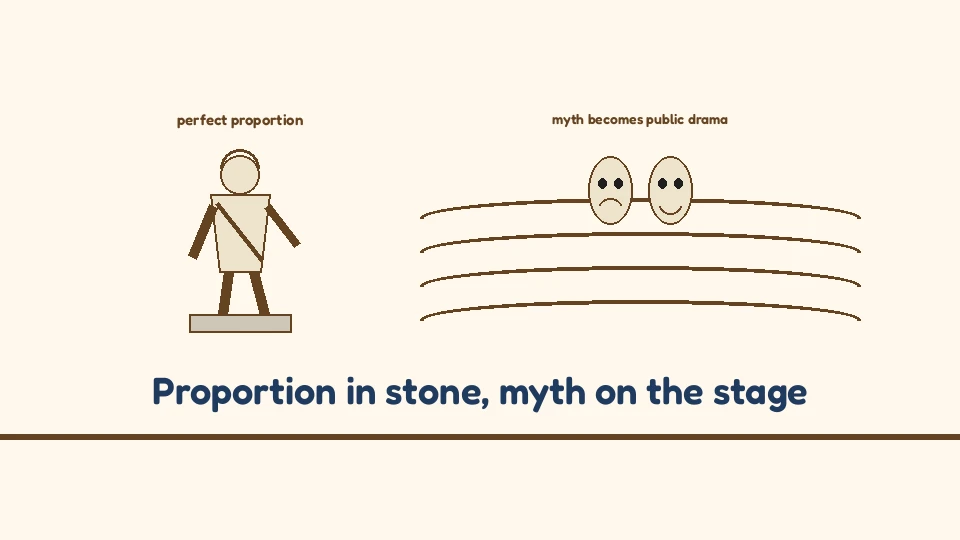 perfect proportion
myth becomes public drama
Proportion in stone, myth on the stage